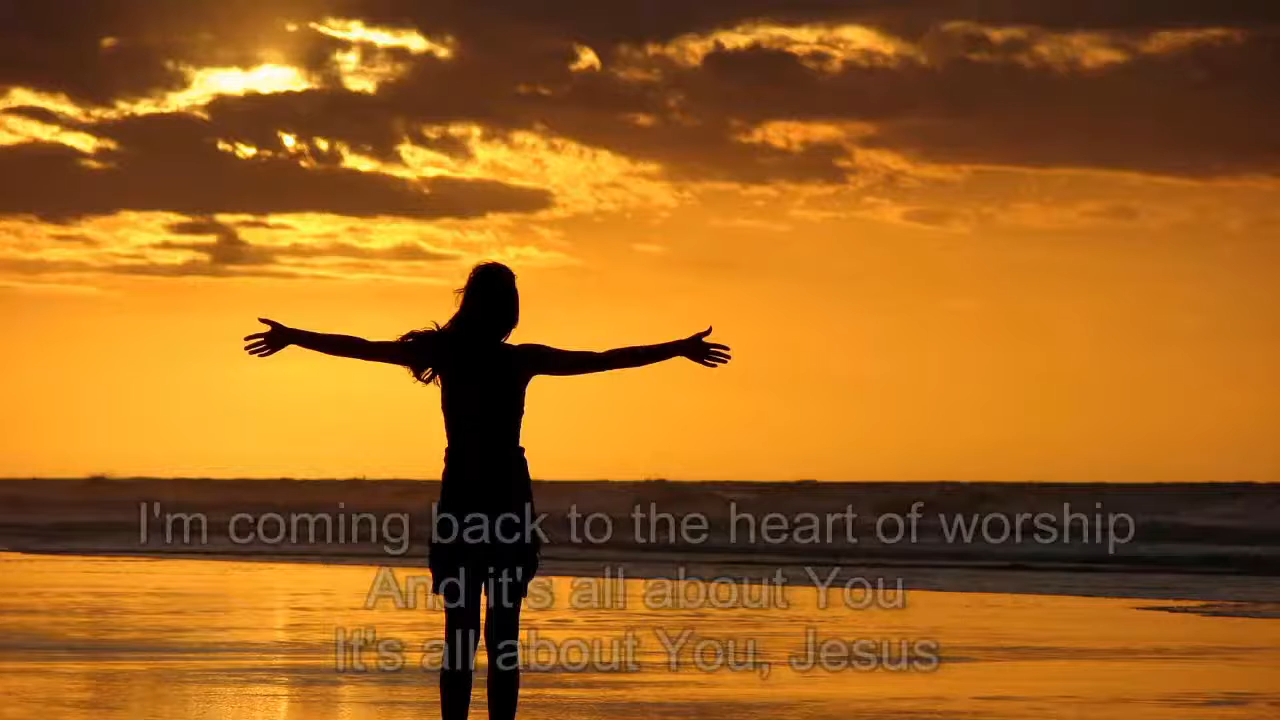 I'm coming back to the heart of worship
And it's all about You
It's all about You, Jesus